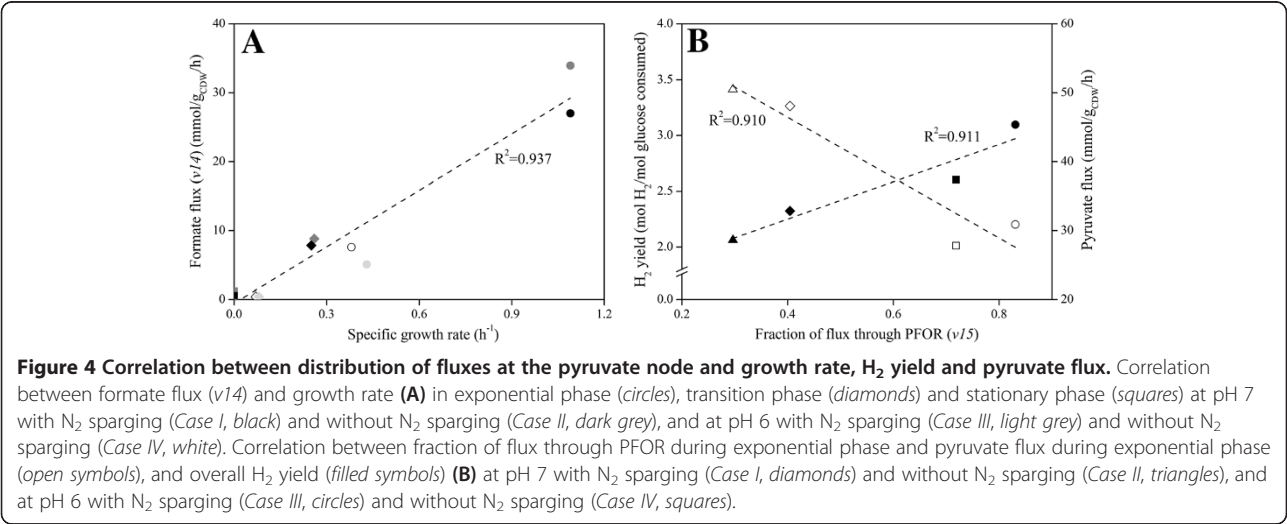 A
Formate flux (v14) (mmol/gCDW/h)
40
30
20
10
0
R²=0.937
0.0 0.3 0.6 0.9 1.2
Specific growth rate (h⁻¹)
B
H₂ yield (mol H₂/mol glucose consumed)
4.0
3.5
3.0
2.5
2.0
0.0
R²=0.910
R²=0.911
60
50
40
30
20
Pyruvate flux (mmol/gCDW/h)
0.2 0.4 0.6 0.8
Fraction of flux through PFOR (v15)
Figure 4 Correlation between distribution of fluxes at the pyruvate node and growth rate, H₂ yield and pyruvate flux. Correlation
between formate flux (v14) and growth rate (A) in exponential phase (circles), transition phase (diamonds) and stationary phase (squares) at pH 7
with N₂ sparging (Case I, black) and without N₂ sparging (Case II, dark grey), and at pH 6 with N₂ sparging (Case III, light grey) and without N₂
sparging (Case IV, white). Correlation between fraction of flux through PFOR during exponential phase and pyruvate flux during exponential phase
(open symbols), and overall H₂ yield (filled symbols) (B) at pH 7 with N₂ sparging (Case I, diamonds) and without N₂ sparging (Case II, triangles), and
at pH 6 with N₂ sparging (Case III, circles) and without N₂ sparging (Case IV, squares).